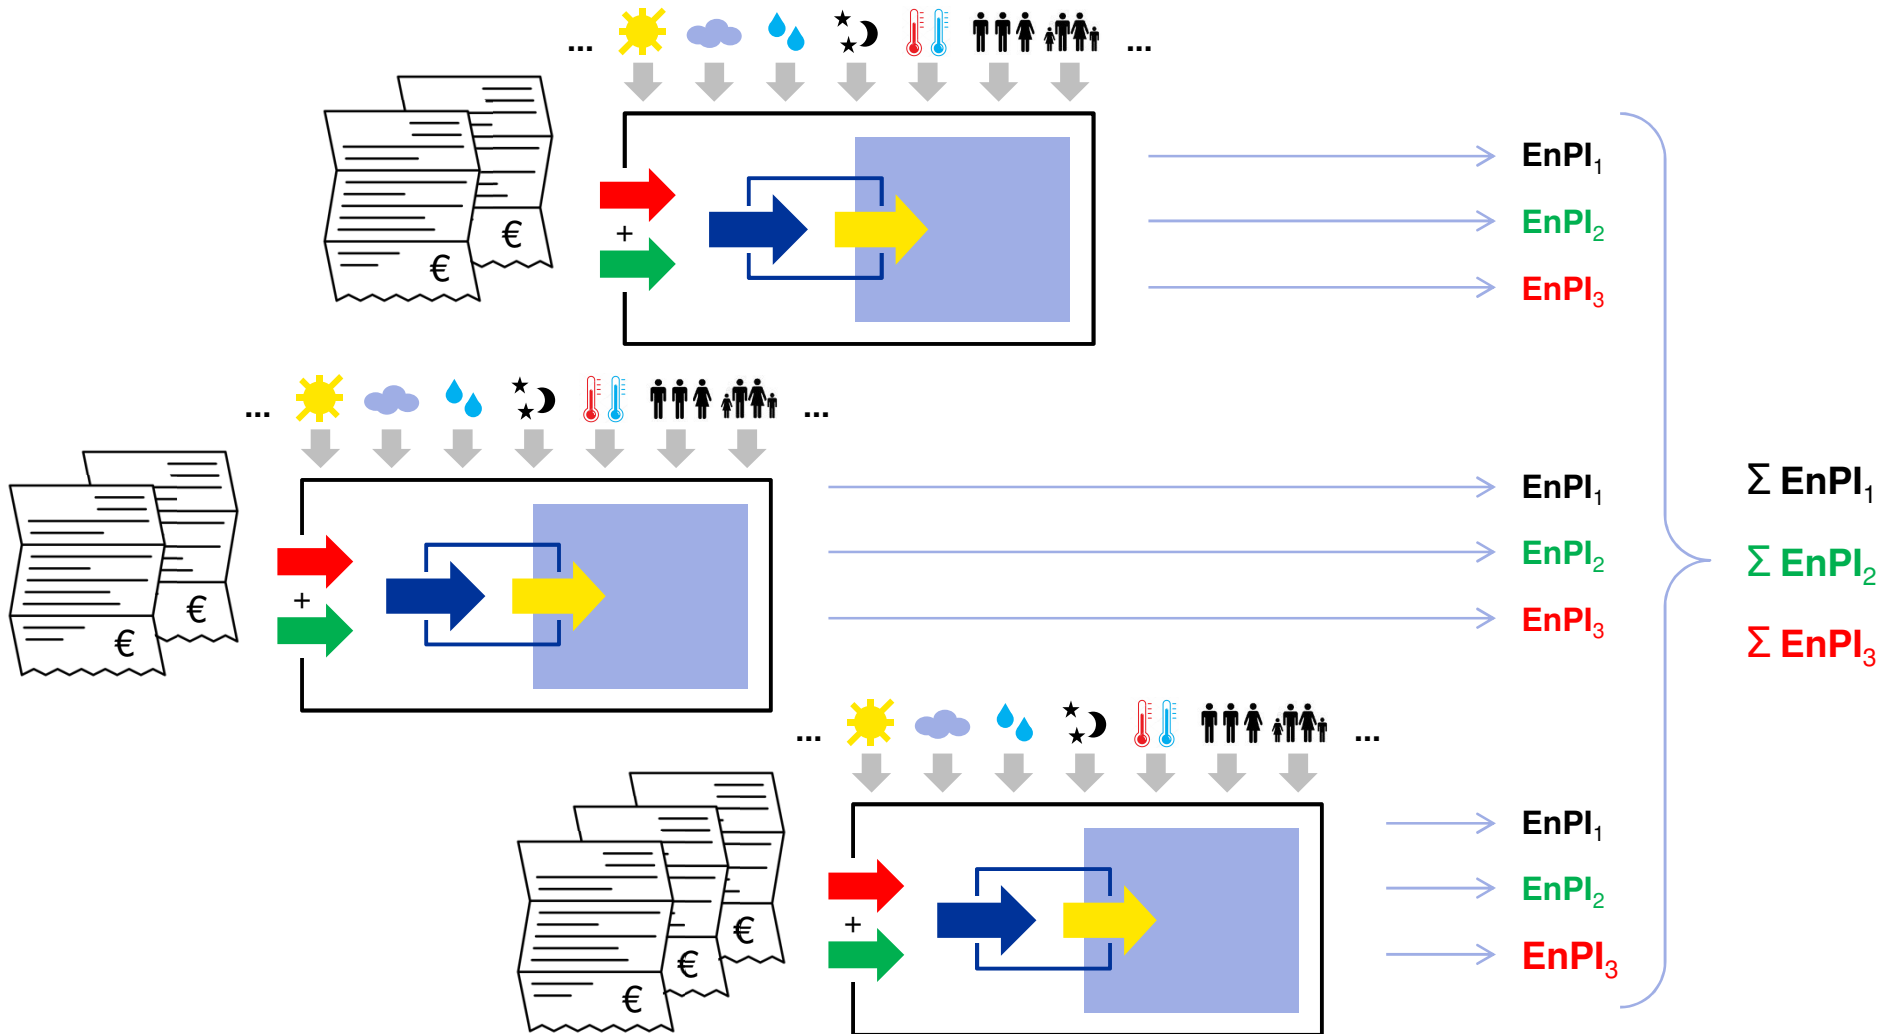 ... ...
EnPI₁
EnPI₂
EnPI₃
€ €
+
... ...
EnPI₁
EnPI₂
EnPI₃
€ €
+
Σ EnPI₁
Σ EnPI₂
Σ EnPI₃
... ...
EnPI₁
EnPI₂
EnPI₃
€ € €
+